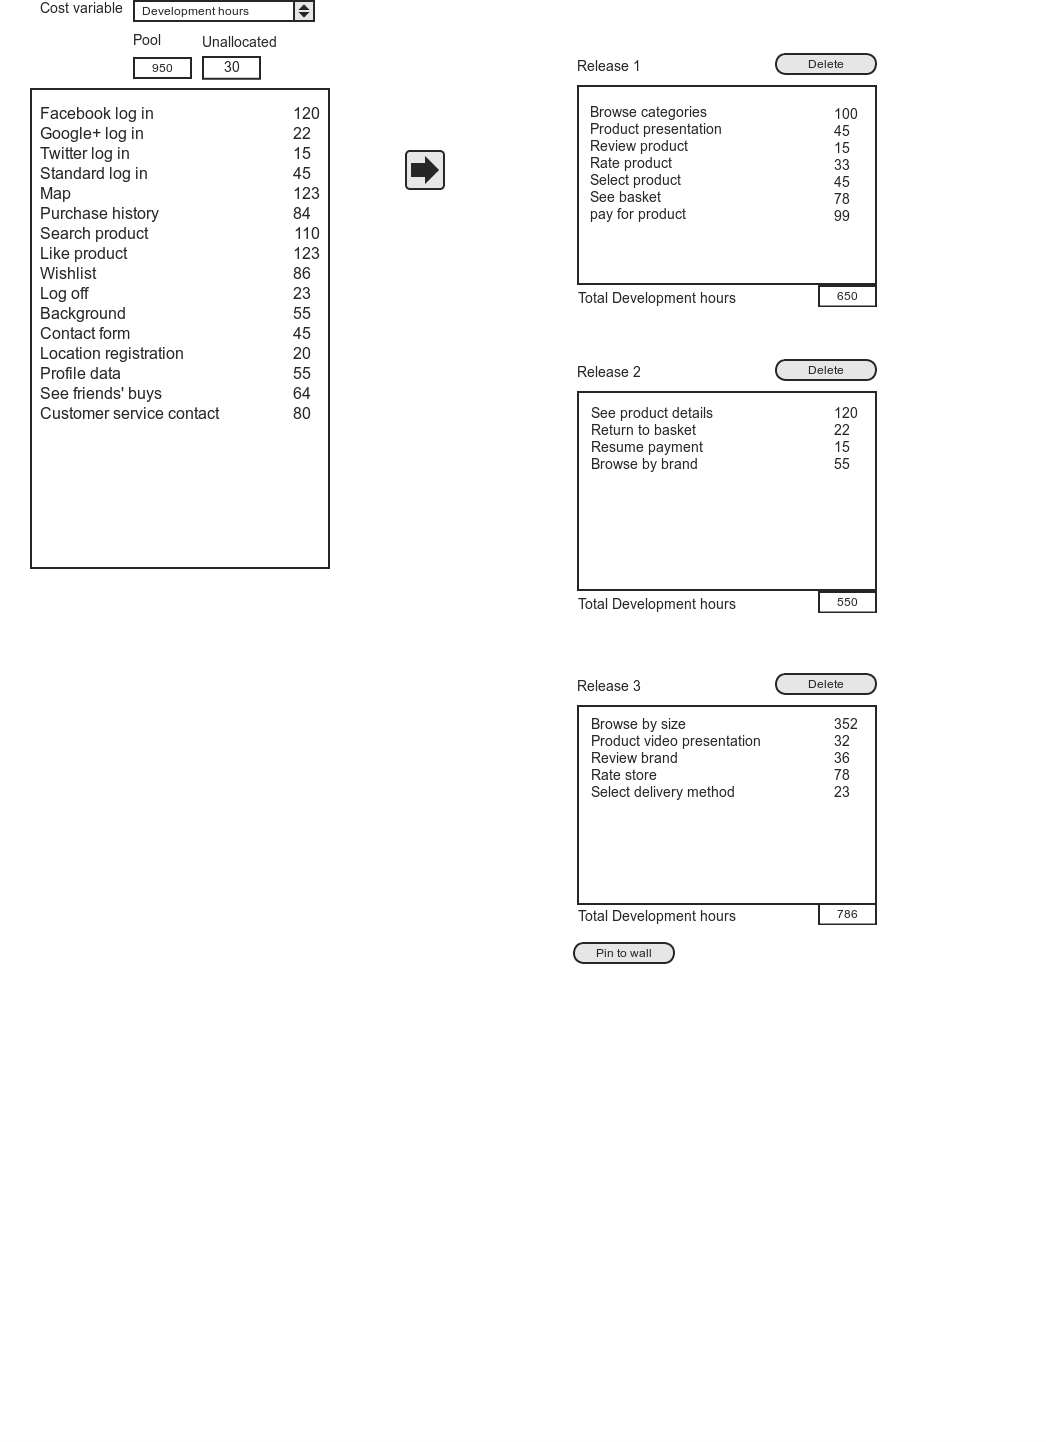 Cost variable Development hours
Pool Unallocated
950 30
Facebook log in 120
Google+ log in 22
Twitter log in 15
Standard log in 45
Map 123
Purchase history 84
Search product 110
Like product 123
Wishlist 86
Log off 23
Background 55
Contact form 45
Location registration 20
Profile data 55
See friends' buys 64
Customer service contact 80
Release 1 Delete
Browse categories 100
Product presentation 45
Review product 15
Rate product 33
Select product 45
See basket 78
pay for product 99
Total Development hours 650
Release 2 Delete
See product details 120
Return to basket 22
Resume payment 15
Browse by brand 55
Total Development hours 550
Release 3 Delete
Browse by size 352
Product video presentation 32
Review brand 36
Rate store 78
Select delivery method 23
Total Development hours 786
Pin to wall